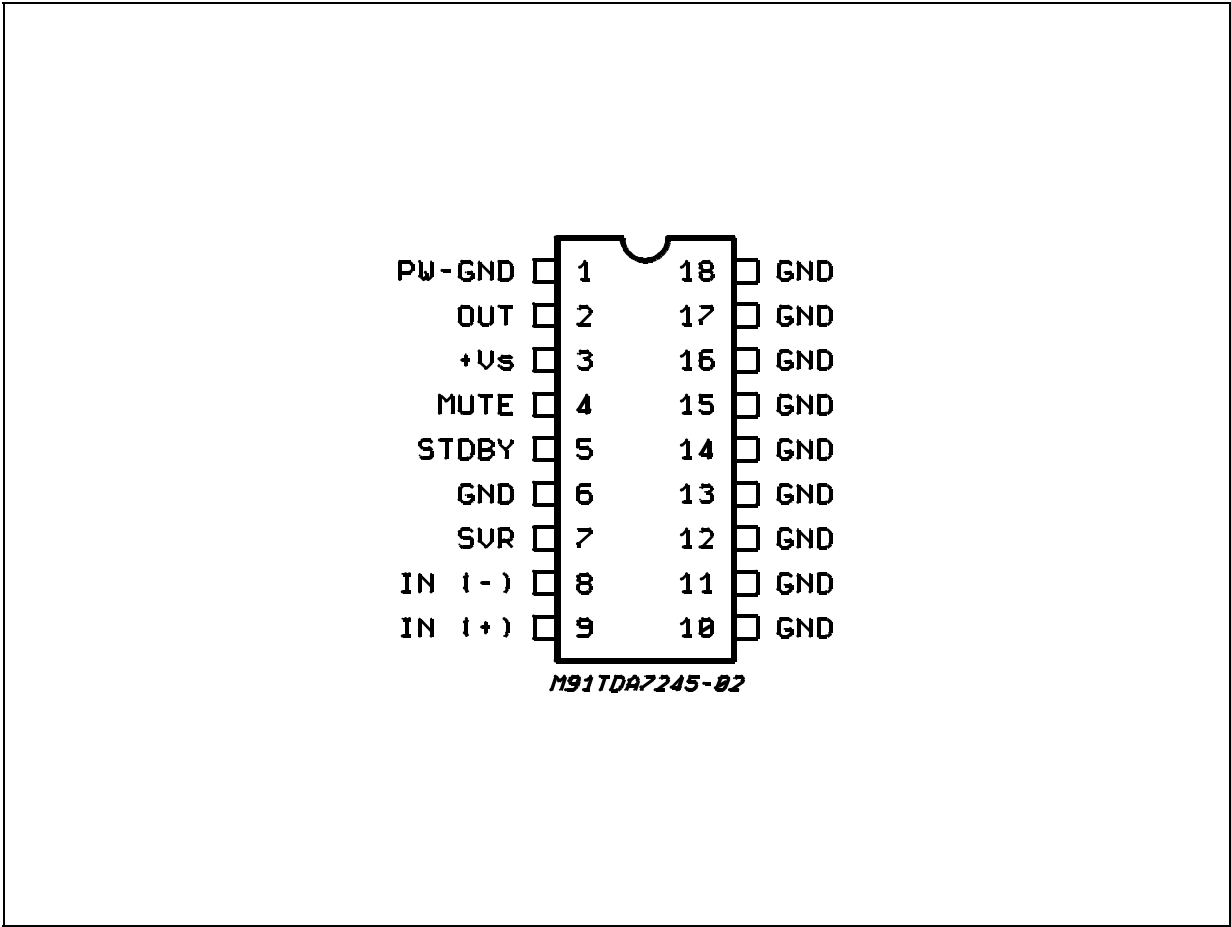 PW-GND 1 18 GND
OUT 2 17 GND
+Vs 3 16 GND
MUTE 4 15 GND
STDBY 5 14 GND
GND 6 13 GND
SVR 7 12 GND
IN (-) 8 11 GND
IN (+) 9 10 GND
M91TDA7245-02